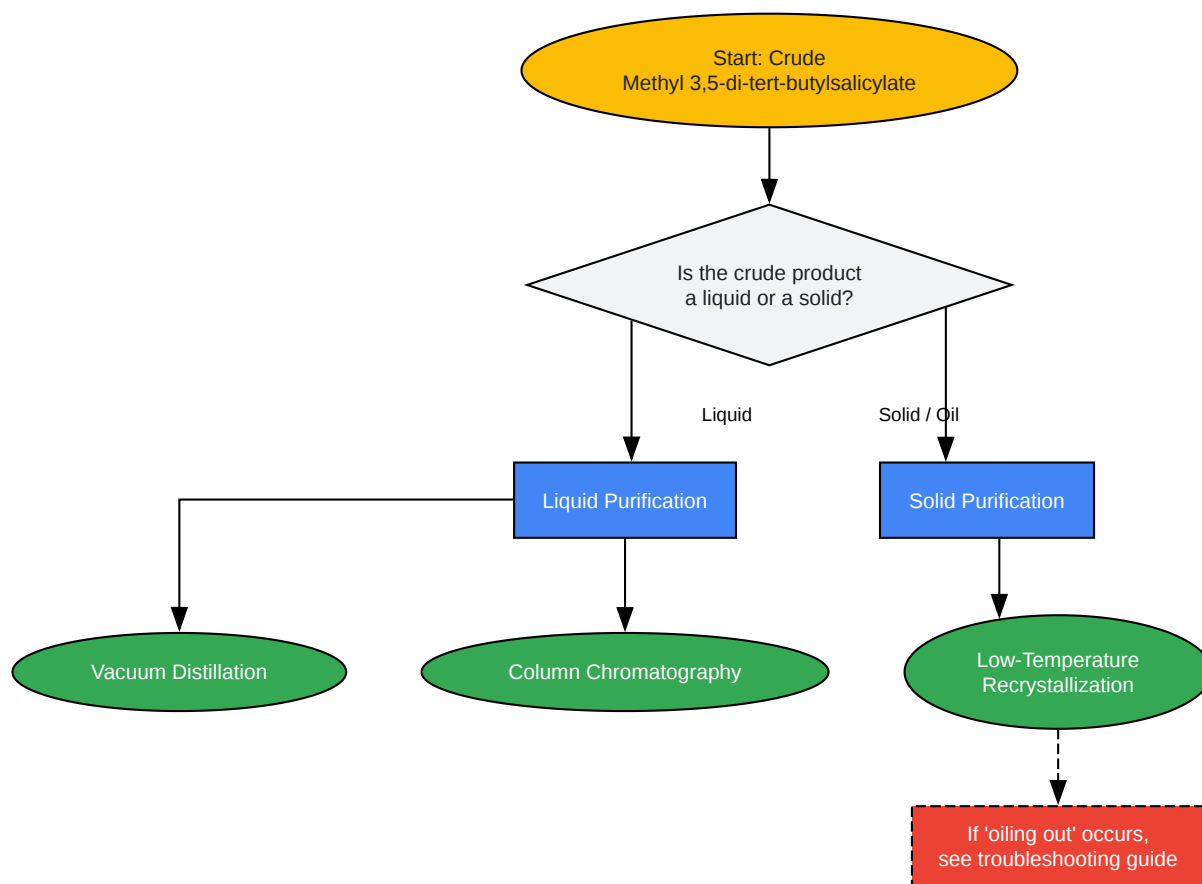 Start: Crude
Methyl 3,5-di-tert-butylsalicylate
Is the crude product
a liquid or a solid?
Liquid
Solid / Oil
Liquid Purification
Solid Purification
Vacuum Distillation
Column Chromatography
Low-Temperature
Recrystallization
If 'oiling out' occurs,
see troubleshooting guide